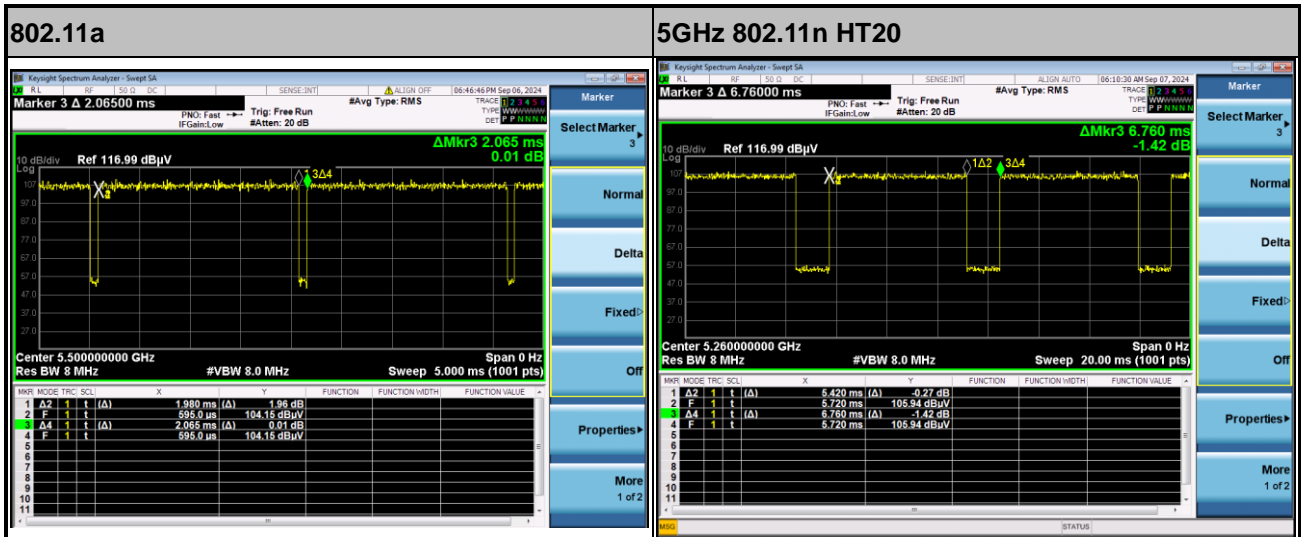 802.11a
Keysight Spectrum Analyzer - Swept SA
RL RF 50 Ω DC SENSE:INT ALIGN OFF 06:46:46 PM Sep 06, 2024
Marker 3 Δ 2.06500 ms
PNO: Fast
IFGain:Low
Trig: Free Run
#Atten: 20 dB
#Avg Type: RMS
TRACE 1 2 3 4 5 6
TYPE WWWWWW
DET P P N N N N
ΔMkr3 2.065 ms
0.01 dB
10 dB/div Ref 116.99 dBµV
Log
107
97.0
87.0
77.0
67.0
57.0
47.0
37.0
27.0
3Δ4
2
Center 5.500000000 GHz Span 0 Hz
Res BW 8 MHz #VBW 8.0 MHz Sweep 5.000 ms (1001 pts)
MKR MODE TRC SCL X Y FUNCTION FUNCTION WIDTH FUNCTION VALUE
1 Δ2 1 t (Δ) 1.980 ms (Δ) 1.96 dB
2 F 1 t 595.0 µs 104.15 dBµV
3 Δ4 1 t (Δ) 2.065 ms (Δ) 0.01 dB
4 F 1 t 595.0 µs 104.15 dBµV
5
6
7
8
9
10
11
Marker
Select Marker
3
Normal
Delta
Fixed
Off
Properties
More
1 of 2
5GHz 802.11n HT20
Keysight Spectrum Analyzer - Swept SA
RL RF 50 Ω DC SENSE:INT ALIGN AUTO 06:10:30 AM Sep 07, 2024
Marker 3 Δ 6.76000 ms
PNO: Fast
IFGain:Low
Trig: Free Run
#Atten: 20 dB
#Avg Type: RMS
TRACE 1 2 3 4 5 6
TYPE WWWWWW
DET P P N N N N
ΔMkr3 6.760 ms
-1.42 dB
10 dB/div Ref 116.99 dBµV
Log
107
97.0
87.0
77.0
67.0
57.0
47.0
37.0
27.0
1Δ2 3Δ4
2
Center 5.260000000 GHz Span 0 Hz
Res BW 8 MHz #VBW 8.0 MHz Sweep 20.00 ms (1001 pts)
MKR MODE TRC SCL X Y FUNCTION FUNCTION WIDTH FUNCTION VALUE
1 Δ2 1 t (Δ) 5.420 ms (Δ) -0.27 dB
2 F 1 t 5.720 ms 105.94 dBµV
3 Δ4 1 t (Δ) 6.760 ms (Δ) -1.42 dB
4 F 1 t 5.720 ms 105.94 dBµV
5
6
7
8
9
10
11
MSG STATUS
Marker
Select Marker
3
Normal
Delta
Fixed
Off
Properties
More
1 of 2